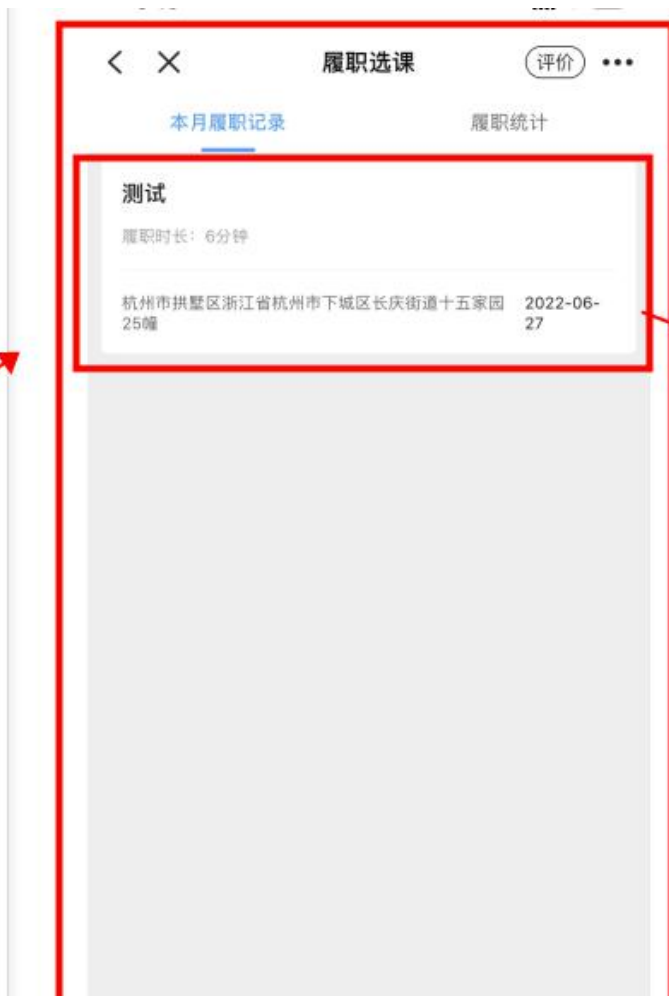 履职选课
评价
本月履职记录
履职统计
测试
履职时长：6分钟
杭州市拱墅区浙江省杭州市下城区长庆街道十五家园
25幢
2022-06-
27